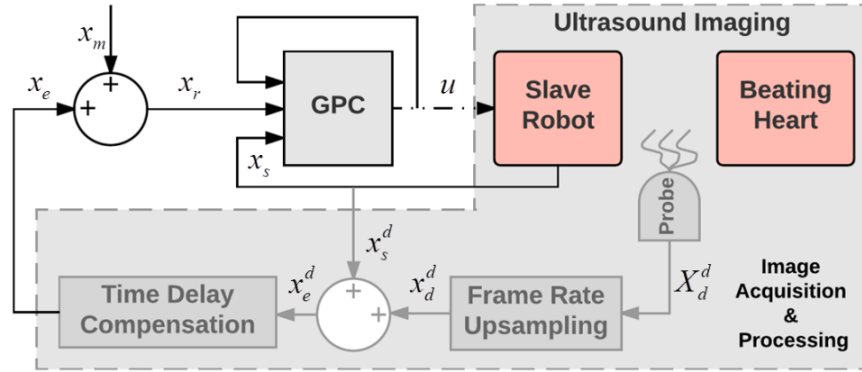 Ultrasound Imaging
x_m
x_e
+
+
x_r
GPC
u
Slave
Robot
Beating
Heart
x_s
Probe
x_s^d
x_e^d
x_d^d
X_d^d
Time Delay
Compensation
+
+
Frame Rate
Upsampling
Image
Acquisition
&
Processing